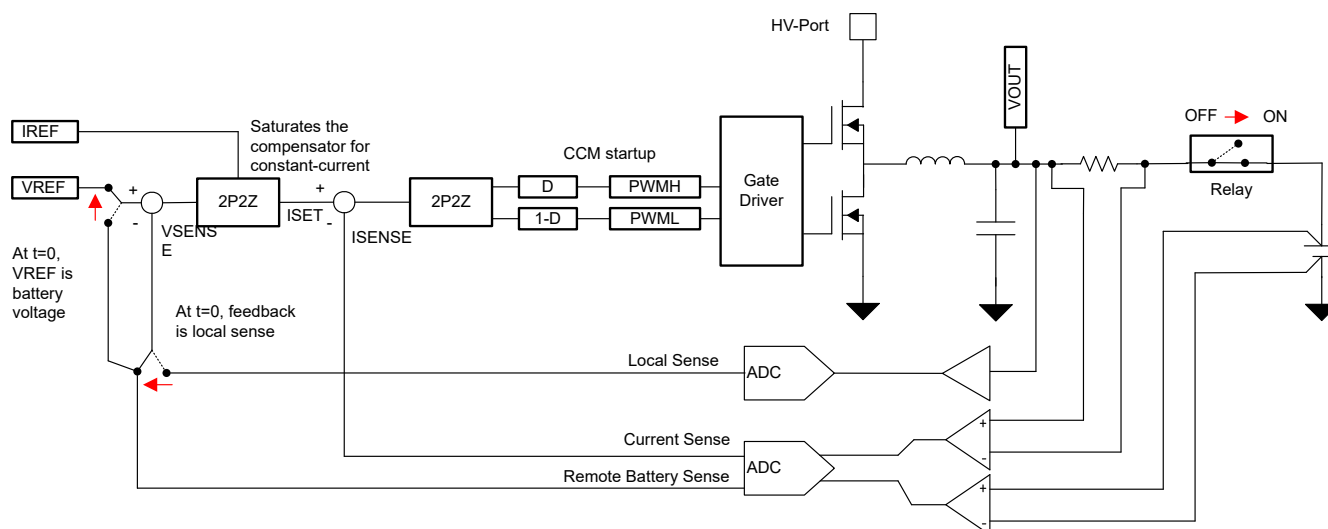 HV-Port
VOUT
OFF
ON
Relay
IREF
VREF
Saturates the
compensator for
constant-current
CCM startup
+
-
2P2Z
+
-
ISET
2P2Z
D
PWMH
1-D
PWML
Gate
Driver
VSENS
E
ISENSE
At t=0,
VREF is
battery
voltage
At t=0, feedback
is local sense
Local Sense
ADC
Current Sense
ADC
+
-
Remote Battery Sense
+
-